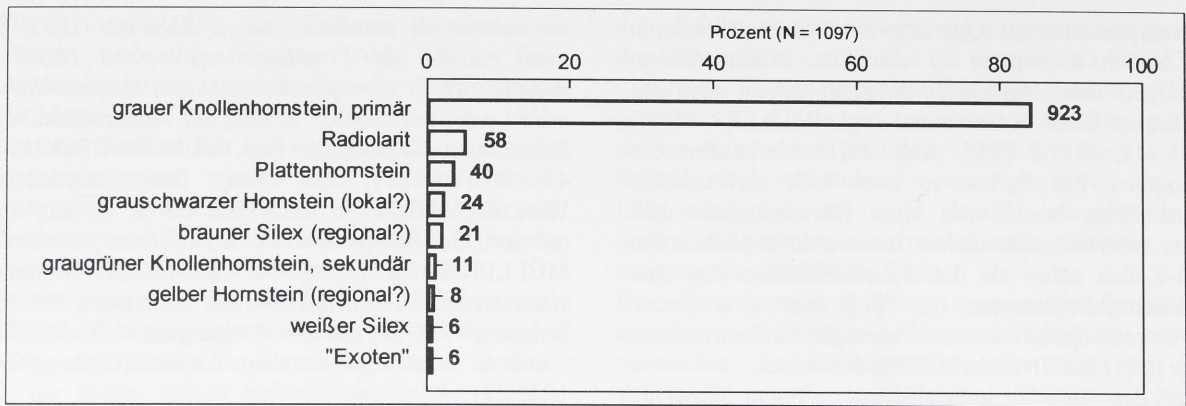 Prozent (N = 1097)
0 20 40 60 80 100
grauer Knollenhornstein, primär 923
Radiolarit 58
Plattenhornstein 40
grauschwarzer Hornstein (lokal?) 24
brauner Silex (regional?) 21
graugrüner Knollenhornstein, sekundär 11
gelber Hornstein (regional?) 8
weißer Silex 6
"Exoten" 6